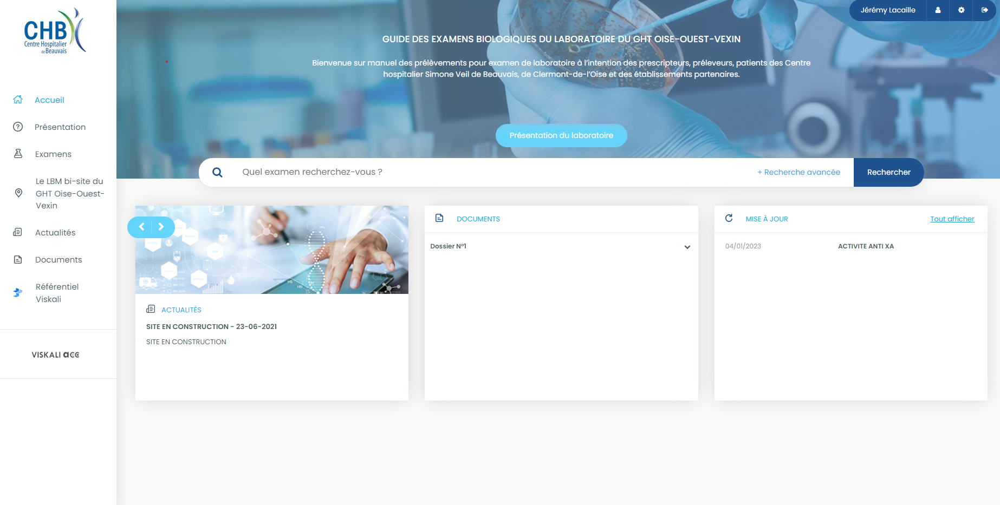 CHB
Centre Hospitalier
de Beauvais
Jérémy Lacaille
GUIDE DES EXAMENS BIOLOGIQUES DU LABORATOIRE DU GHT OISE-OUEST-VEXIN
Bienvenue sur manuel des prélèvements pour examen de laboratoire à l'intention des prescripteurs, préleveurs, patients des Centre
hospitalier Simone Veil de Beauvais, de Clermont-de-l'Oise et des établissements partenaires.
Présentation du laboratoire
Quel examen recherchez-vous ?
+ Recherche avancée
Rechercher
Accueil
Présentation
Examens
Le LBM bi-site du
GHT Oise-Ouest-
Vexin
Actualités
Documents
Référentiel
Viskali
VISKALI acc
ACTUALITÉS
SITE EN CONSTRUCTION - 23-06-2021
SITE EN CONSTRUCTION
DOCUMENTS
Dossier N°1
MISE À JOUR
Tout afficher
04/01/2023
ACTIVITE ANTI XA